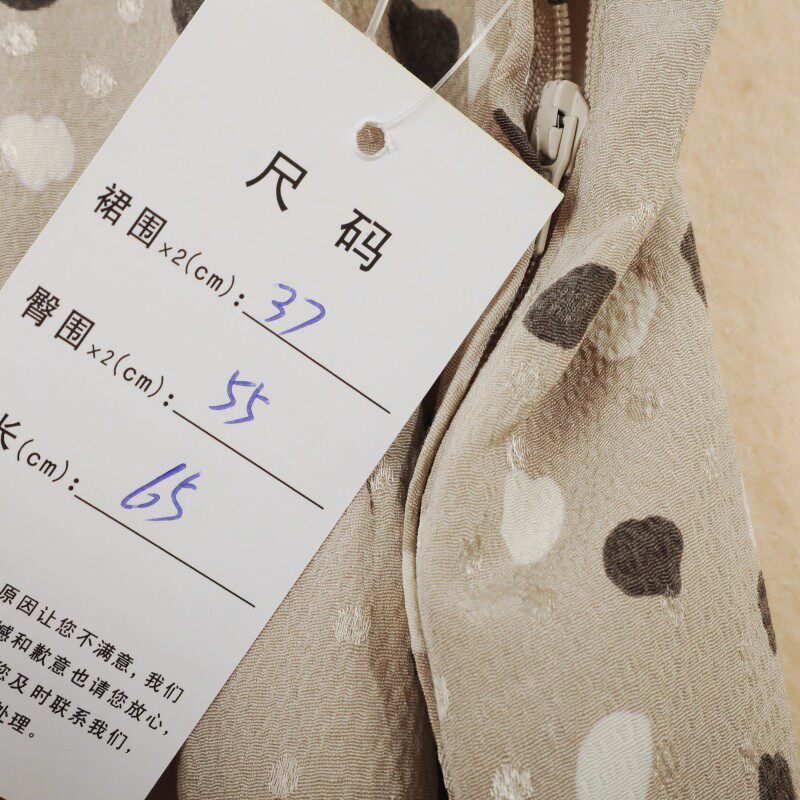 尺 码
裙围×2(cm): 37
臀围×2(cm): 55
长(cm): 65
原因让您不满意，我们
憾和歉意也请您放心，
您及时联系我们，
处理。